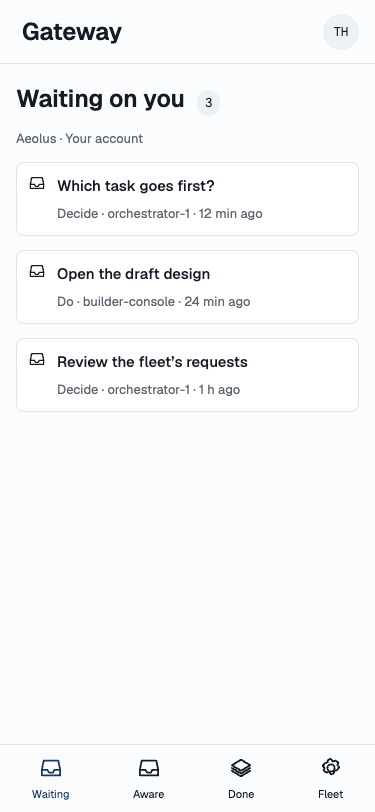 Gateway
TH
Waiting on you 3
Aeolus · Your account
Which task goes first?
Decide · orchestrator-1 · 12 min ago
Open the draft design
Do · builder-console · 24 min ago
Review the fleet's requests
Decide · orchestrator-1 · 1 h ago
Waiting Aware Done Fleet